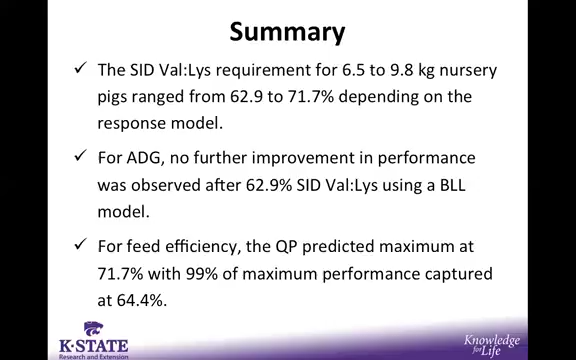 Summary
✓ The SID Val:Lys requirement for 6.5 to 9.8 kg nursery
pigs ranged from 62.9 to 71.7% depending on the
response model.
✓ For ADG, no further improvement in performance
was observed after 62.9% SID Val:Lys using a BLL
model.
✓ For feed efficiency, the QP predicted maximum at
71.7% with 99% of maximum performance captured
at 64.4%.
K-STATE
Research and Extension
Knowledge
for Life